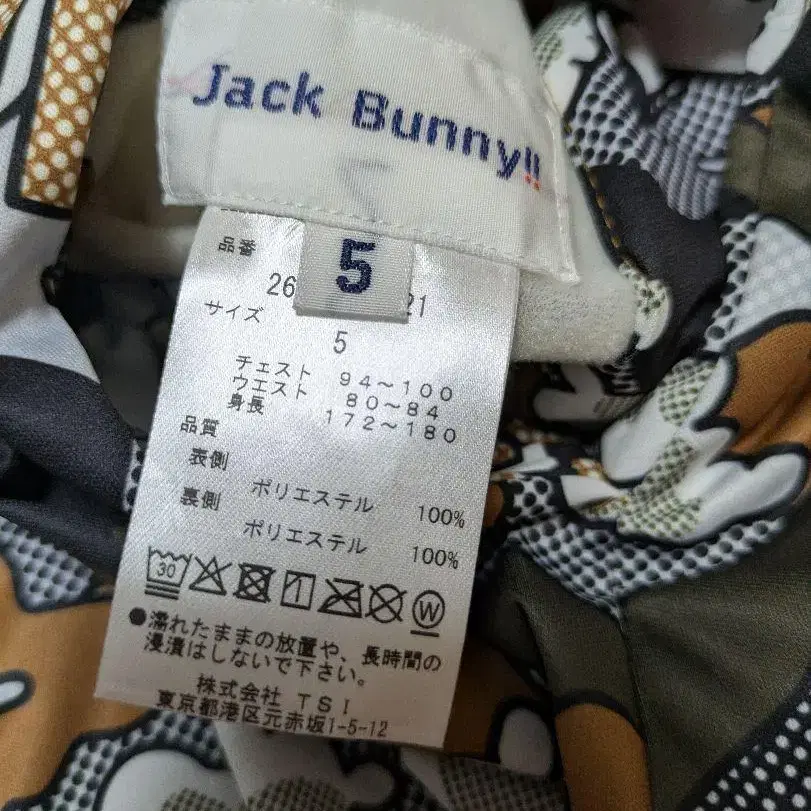 Jack Bunny!!
5
品番
26 21
サイズ
5
チェスト 94～100
ウエスト 80～84
身長 172～180
品質
表側
ポリエステル 100%
裏側
ポリエステル 100%
30
W
●濡れたままの放置や、長時間の
浸漬はしないで下さい。
株式会社 TSI
東京都港区元赤坂1-5-12